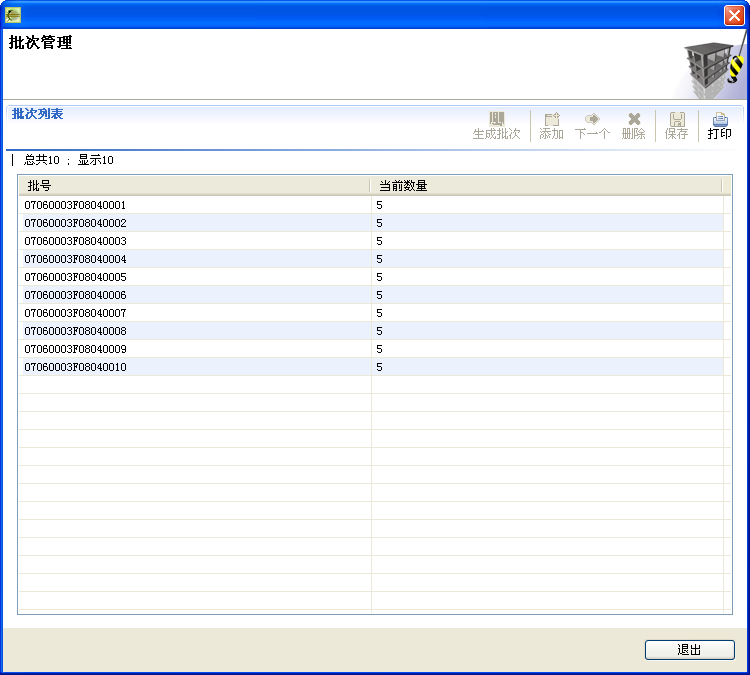 批次管理
批次列表
生成批次 添加 下一个 删除 保存 打印
总共10 ; 显示10
批号 当前数量
07060003F08040001 5
07060003F08040002 5
07060003F08040003 5
07060003F08040004 5
07060003F08040005 5
07060003F08040006 5
07060003F08040007 5
07060003F08040008 5
07060003F08040009 5
07060003F08040010 5
退出